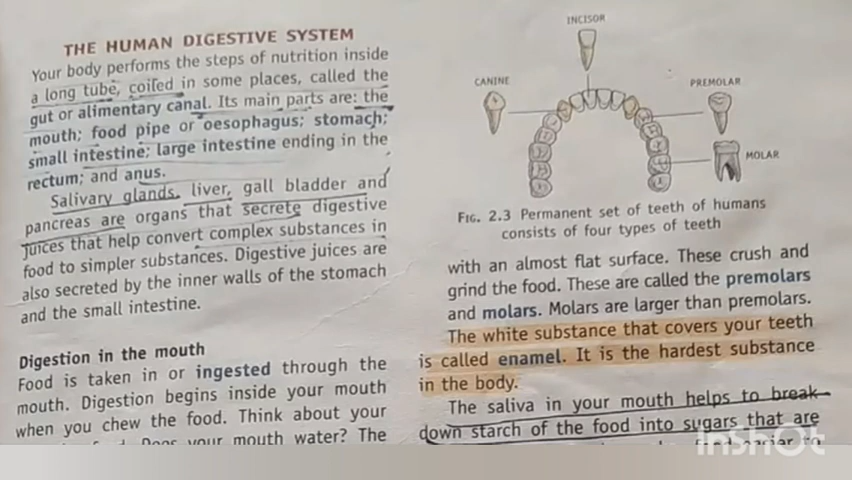 THE HUMAN DIGESTIVE SYSTEM
Your body performs the steps of nutrition inside
a long tube, coiled in some places, called the
gut or alimentary canal. Its main parts are: the
mouth; food pipe or oesophagus; stomach;
small intestine; large intestine ending in the
rectum; and anus.
Salivary glands, liver, gall bladder and
pancreas are organs that secrete digestive
juices that help convert complex substances in
food to simpler substances. Digestive juices are
also secreted by the inner walls of the stomach
and the small intestine.
Digestion in the mouth
Food is taken in or ingested through the
mouth. Digestion begins inside your mouth
when you chew the food. Think about your
your mouth water? The
INCISOR
CANINE
PREMOLAR
MOLAR
FIG. 2.3 Permanent set of teeth of humans
consists of four types of teeth
with an almost flat surface. These crush and
grind the food. These are called the premolars
and molars. Molars are larger than premolars.
The white substance that covers your teeth
is called enamel. It is the hardest substance
in the body.
The saliva in your mouth helps to break
down starch of the food into sugars that are
InShOt